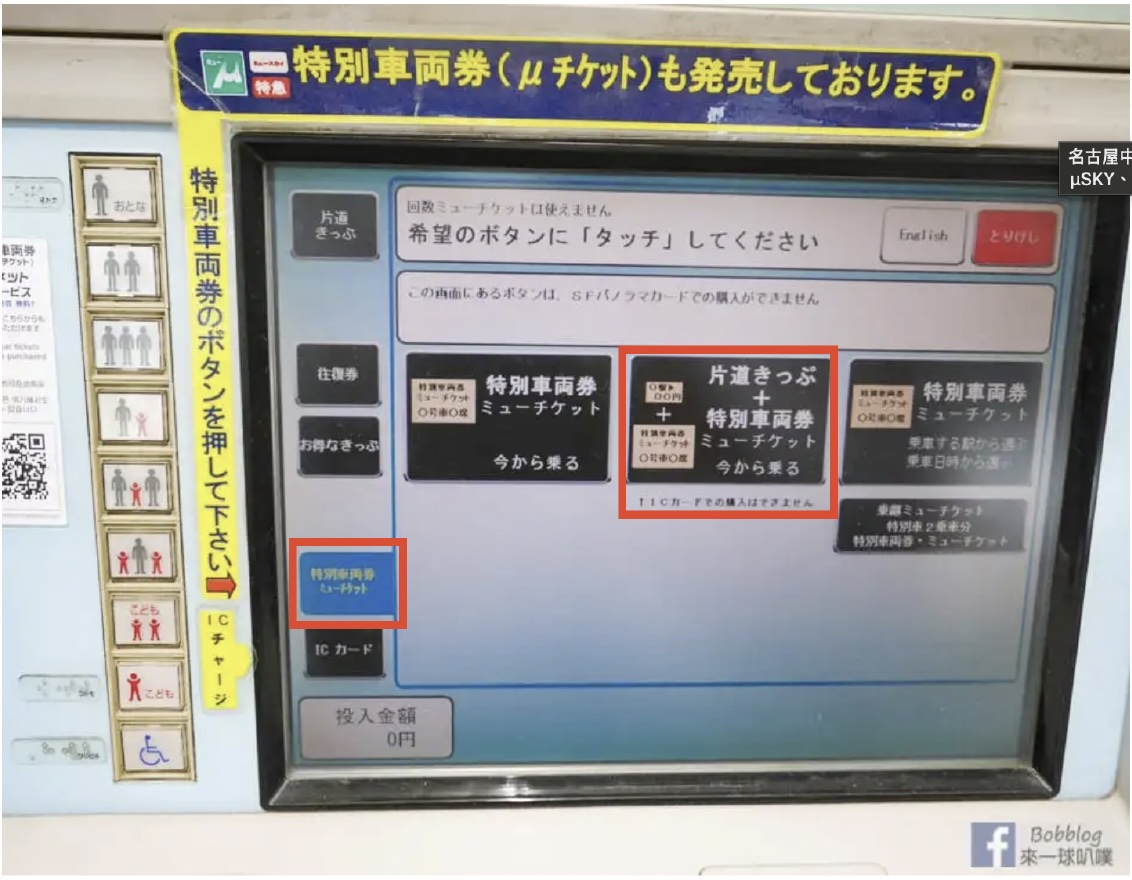 ミュー
μ
ミュースカイ
特急
特別車両券(μチケット)も発売しております。
特別車両券のボタンを押して下さい
ICチャージ
おとな
こども
こども
車両券
片道
きっぷ
往復券
お得なきっぷ
特別車両券
ミューチケット
IC カード
投入金額
0円
回数ミューチケットは使えません
希望のボタンに「タッチ」してください
English
とりけし
この画面にあるボタンは、SFパノラマカードでの購入ができません
特別車両券
ミューチケット
〇号車〇席
特別車両券
ミューチケット
今から乗る
〇〇円
+
特別車両券
ミューチケット
〇号車〇席
片道きっぷ
+
特別車両券
ミューチケット
今から乗る
↑ICカードでの購入はできません
特別車両券
ミューチケット
〇号車〇席
特別車両券
ミューチケット
乗車する駅から選ぶ
乗車日時から選ぶ
乗継ミューチケット
特別車2乗車分
特別車両券・ミューチケット
名古屋中
μSKY、
f
Bobblog
來一球叭噗